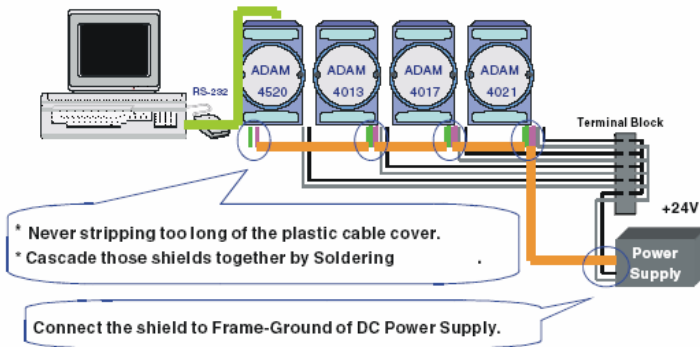 RS-232
ADAM
4520
ADAM
4013
ADAM
4017
ADAM
4021
Terminal Block
+24V
Power
Supply
* Never stripping too long of the plastic cable cover.
* Cascade those shields together by Soldering .
Connect the shield to Frame-Ground of DC Power Supply.